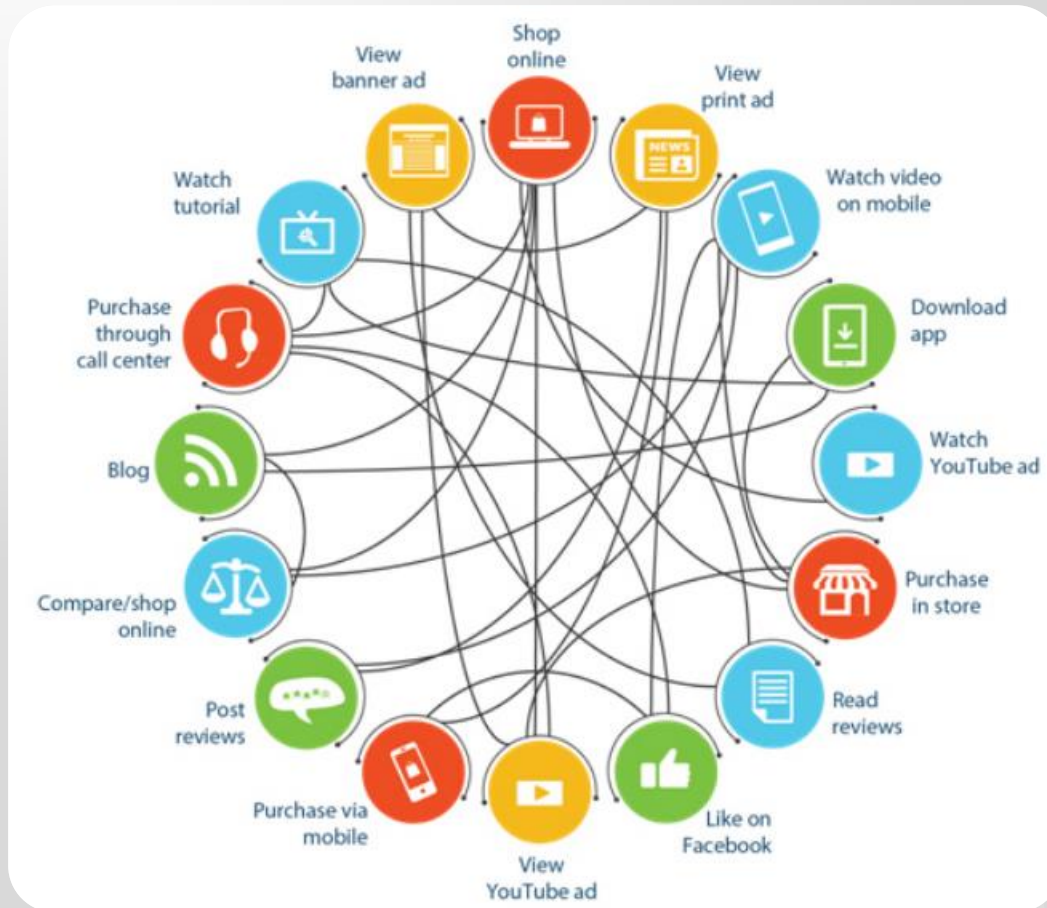 Shop
online
View
banner ad
View
print ad
NEWS
Watch
tutorial
Watch video
on mobile
Purchase
through
call center
Download
app
Blog
Watch
YouTube ad
Compare/shop
online
Purchase
in store
Post
reviews
Read
reviews
Purchase via
mobile
Like on
Facebook
View
YouTube ad